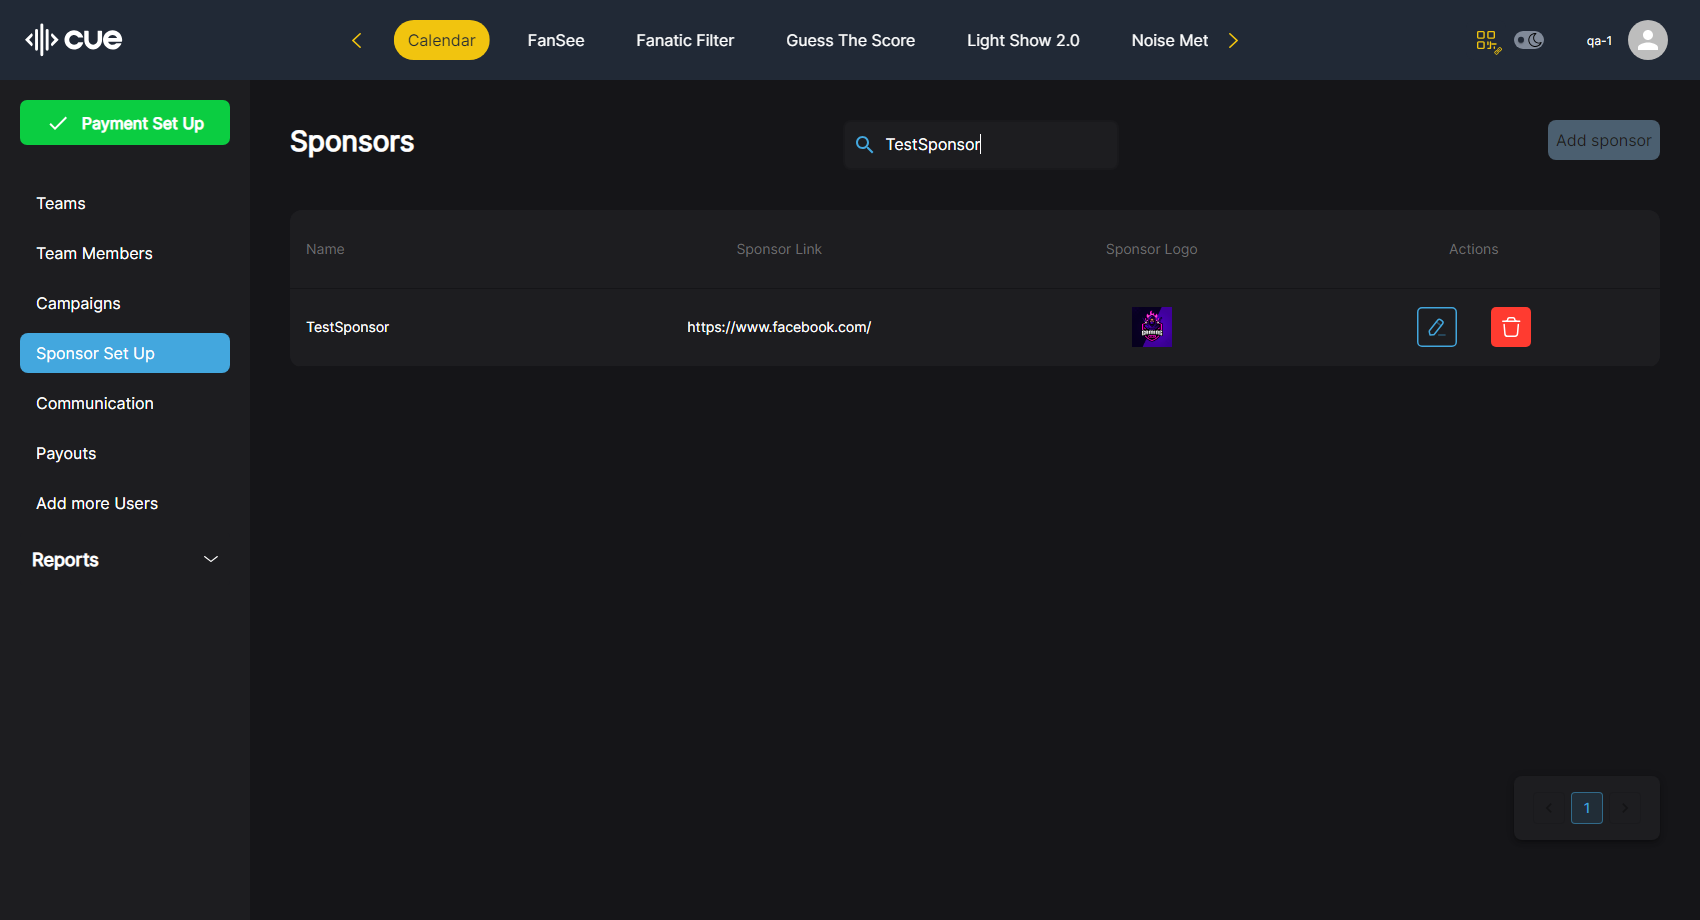 cue
Calendar
FanSee
Fanatic Filter
Guess The Score
Light Show 2.0
Noise Met
qa-1
Payment Set Up
Teams
Team Members
Campaigns
Sponsor Set Up
Communication
Payouts
Add more Users
Reports
Sponsors
TestSponsor
Add sponsor
Name
Sponsor Link
Sponsor Logo
Actions
TestSponsor
https://www.facebook.com/
gaming
1